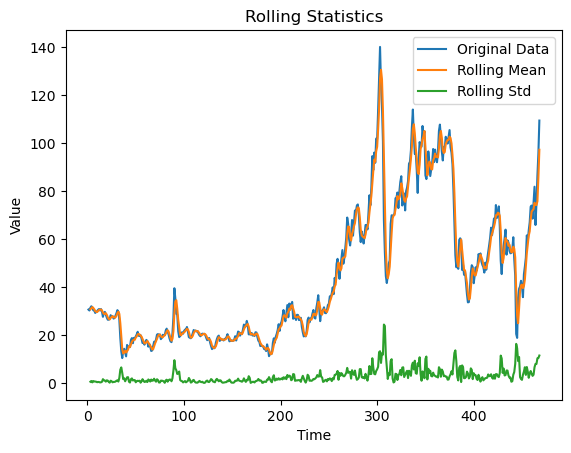 Rolling Statistics
Original Data
Rolling Mean
Rolling Std
Value
140
120
100
80
60
40
20
0
0
100
200
300
400
Time